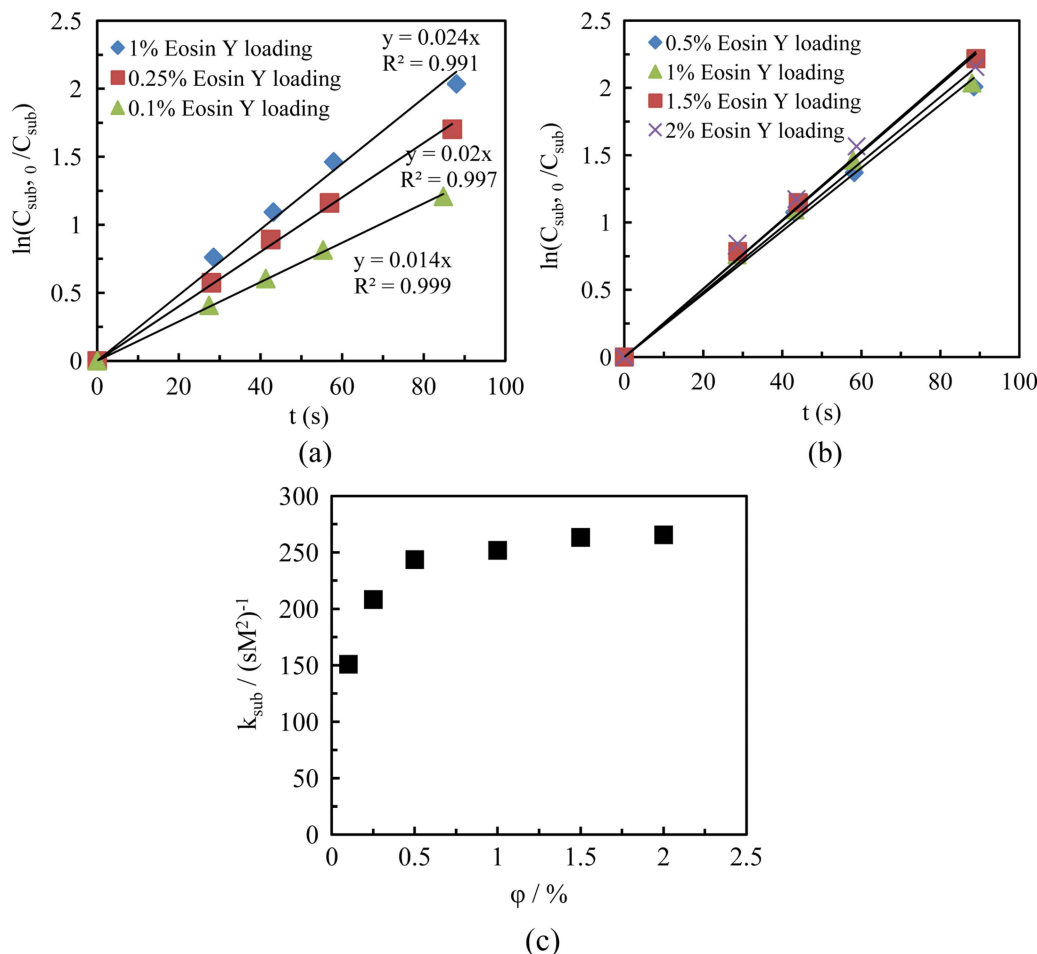 2.5
2
1.5
1
0.5
0
0 20 40 60 80 100
ln(C_sub, 0 /C_sub)
t (s)
1% Eosin Y loading
0.25% Eosin Y loading
0.1% Eosin Y loading
y = 0.024x
R² = 0.991
y = 0.02x
R² = 0.997
y = 0.014x
R² = 0.999
(a)
2.5
2
1.5
1
0.5
0
0 20 40 60 80 100
ln(C_sub, 0 /C_sub)
t (s)
0.5% Eosin Y loading
1% Eosin Y loading
1.5% Eosin Y loading
2% Eosin Y loading
(b)
300
250
200
150
100
50
0
0 0.5 1 1.5 2 2.5
k_sub / (sM²)⁻¹
φ / %
(c)